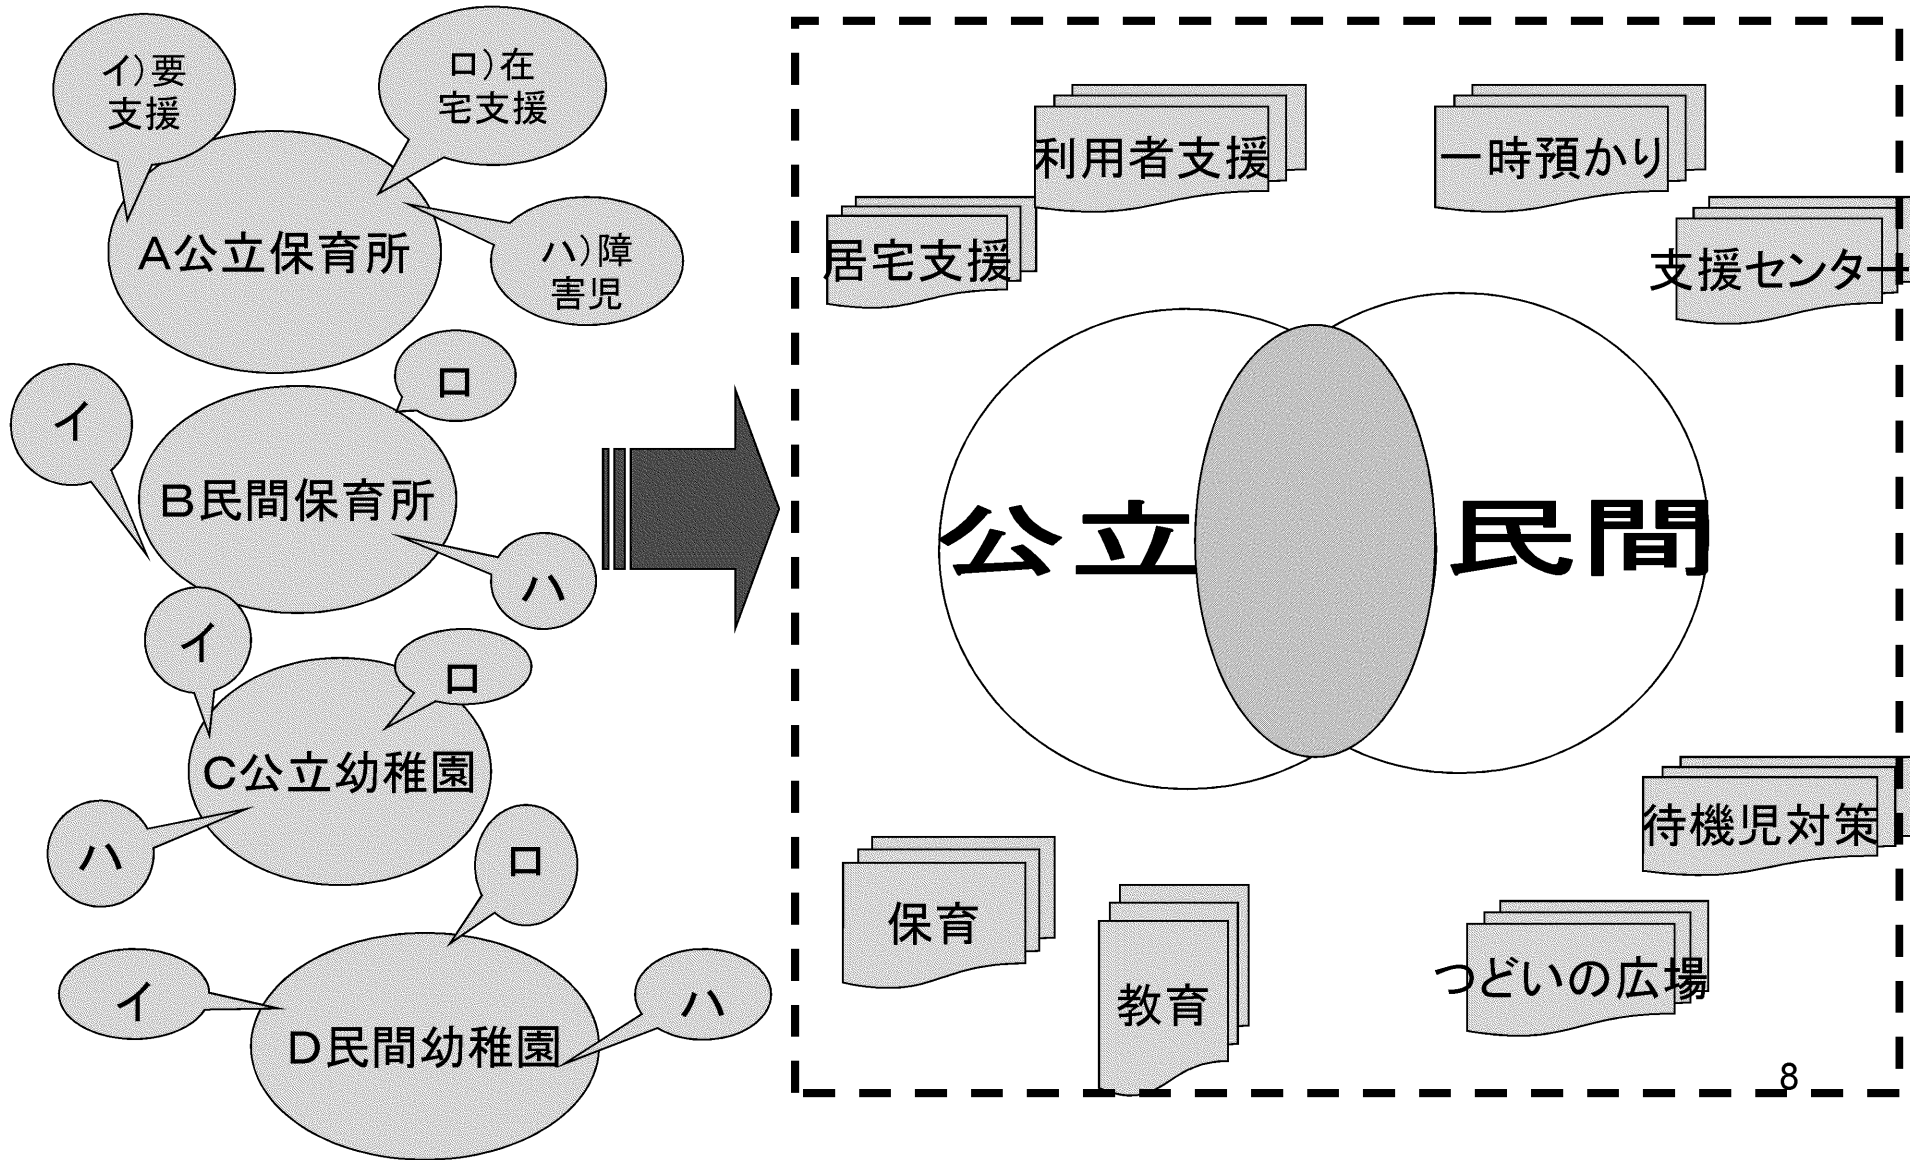 イ）要
支援
ロ）在
宅支援
A公立保育所
ハ）障
害児
ロ
イ
B民間保育所
ハ
イ
ロ
C公立幼稚園
ハ
ロ
イ
D民間幼稚園
ハ
利用者支援
一時預かり
居宅支援
支援センター
公立
民間
待機児対策
保育
教育
つどいの広場
8